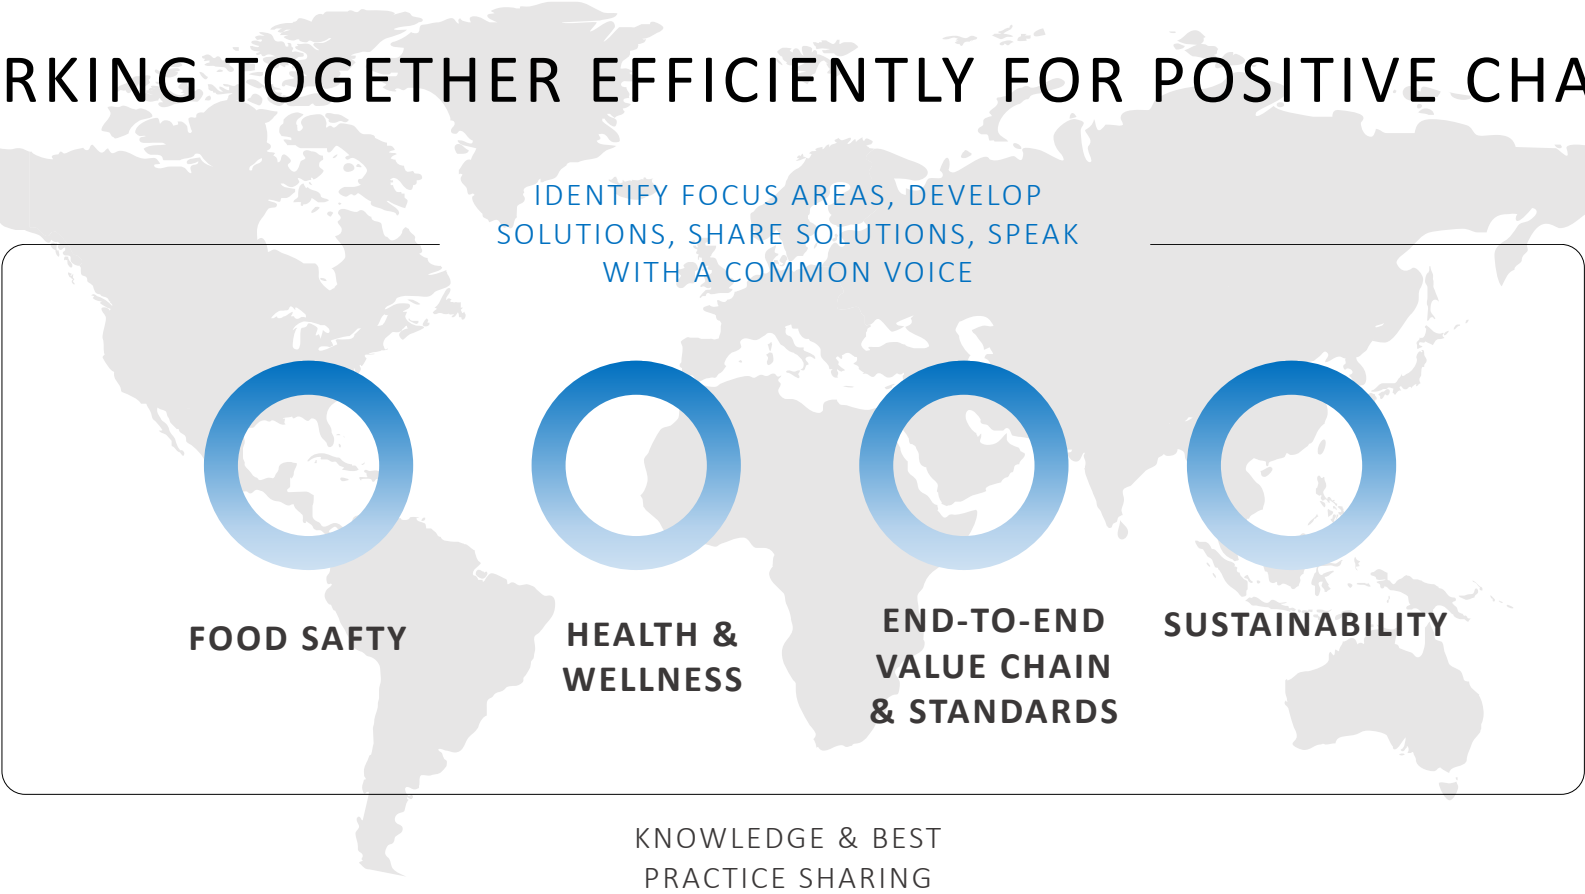 RKING TOGETHER EFFICIENTLY FOR POSITIVE CHA
IDENTIFY FOCUS AREAS, DEVELOP
SOLUTIONS, SHARE SOLUTIONS, SPEAK
WITH A COMMON VOICE
FOOD SAFTY
HEALTH &
WELLNESS
END-TO-END
VALUE CHAIN
& STANDARDS
SUSTAINABILITY
KNOWLEDGE & BEST
PRACTICE SHARING